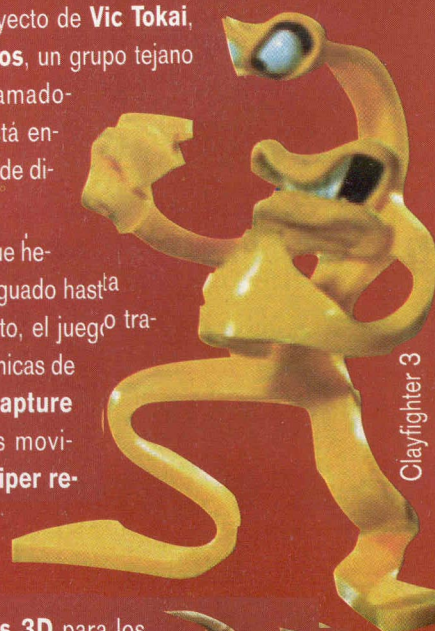 yecto de Vic Tokai,
os, un grupo tejano
amado-
stá en-
de di-
ue he-
guado hasta
to, el juego tra-
nicas de
apture
s movi-
iper re-
s 3D para los
Clayfighter 3